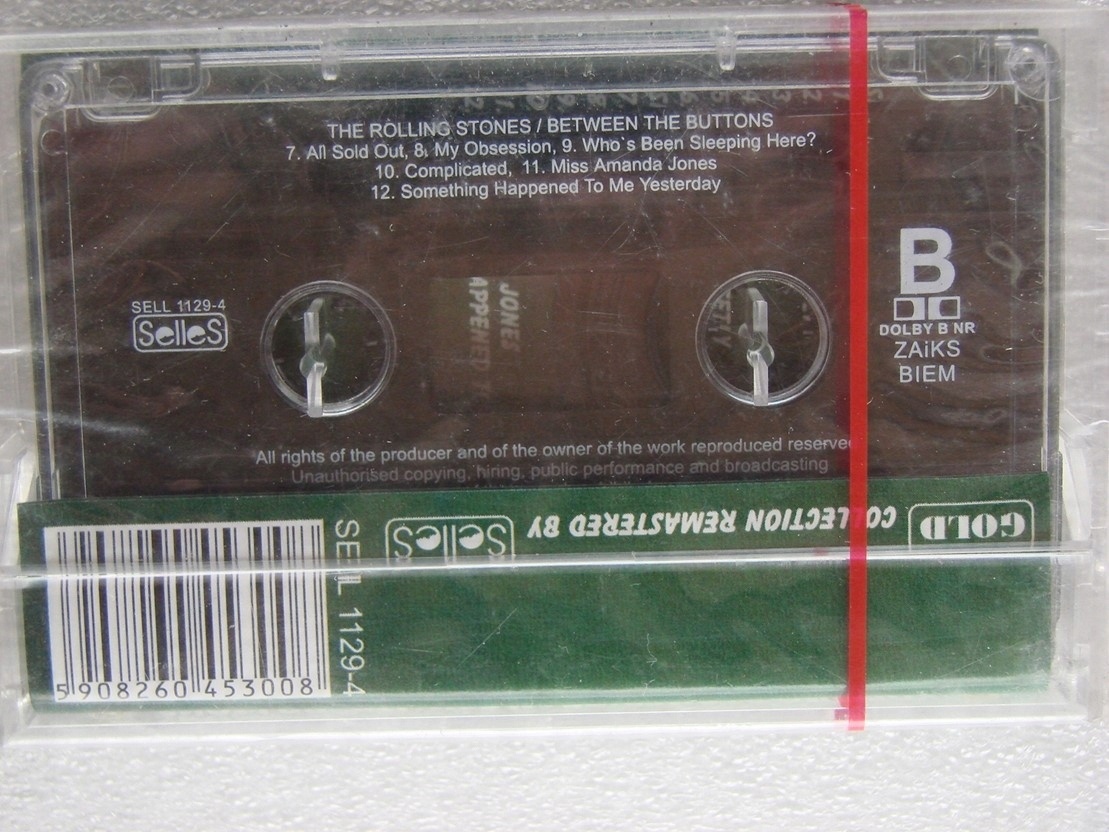 THE ROLLING STONES / BETWEEN THE BUTTONS
7. All Sold Out, 8. My Obsession, 9. Who`s Been Sleeping Here?
10. Complicated, 11. Miss Amanda Jones
12. Something Happened To Me Yesterday
B
DOLBY B NR
ZAiKS
BIEM
SELL 1129-4
SelleS
JONES
APPENED T
All rights of the producer and of the owner of the work reproduced reserve
Unauthorised copying, hiring, public performance and broadcasting
GOLD
COLLECTION REMASTERED BY
SelleS
SELL 1129-4
5 908260 453008